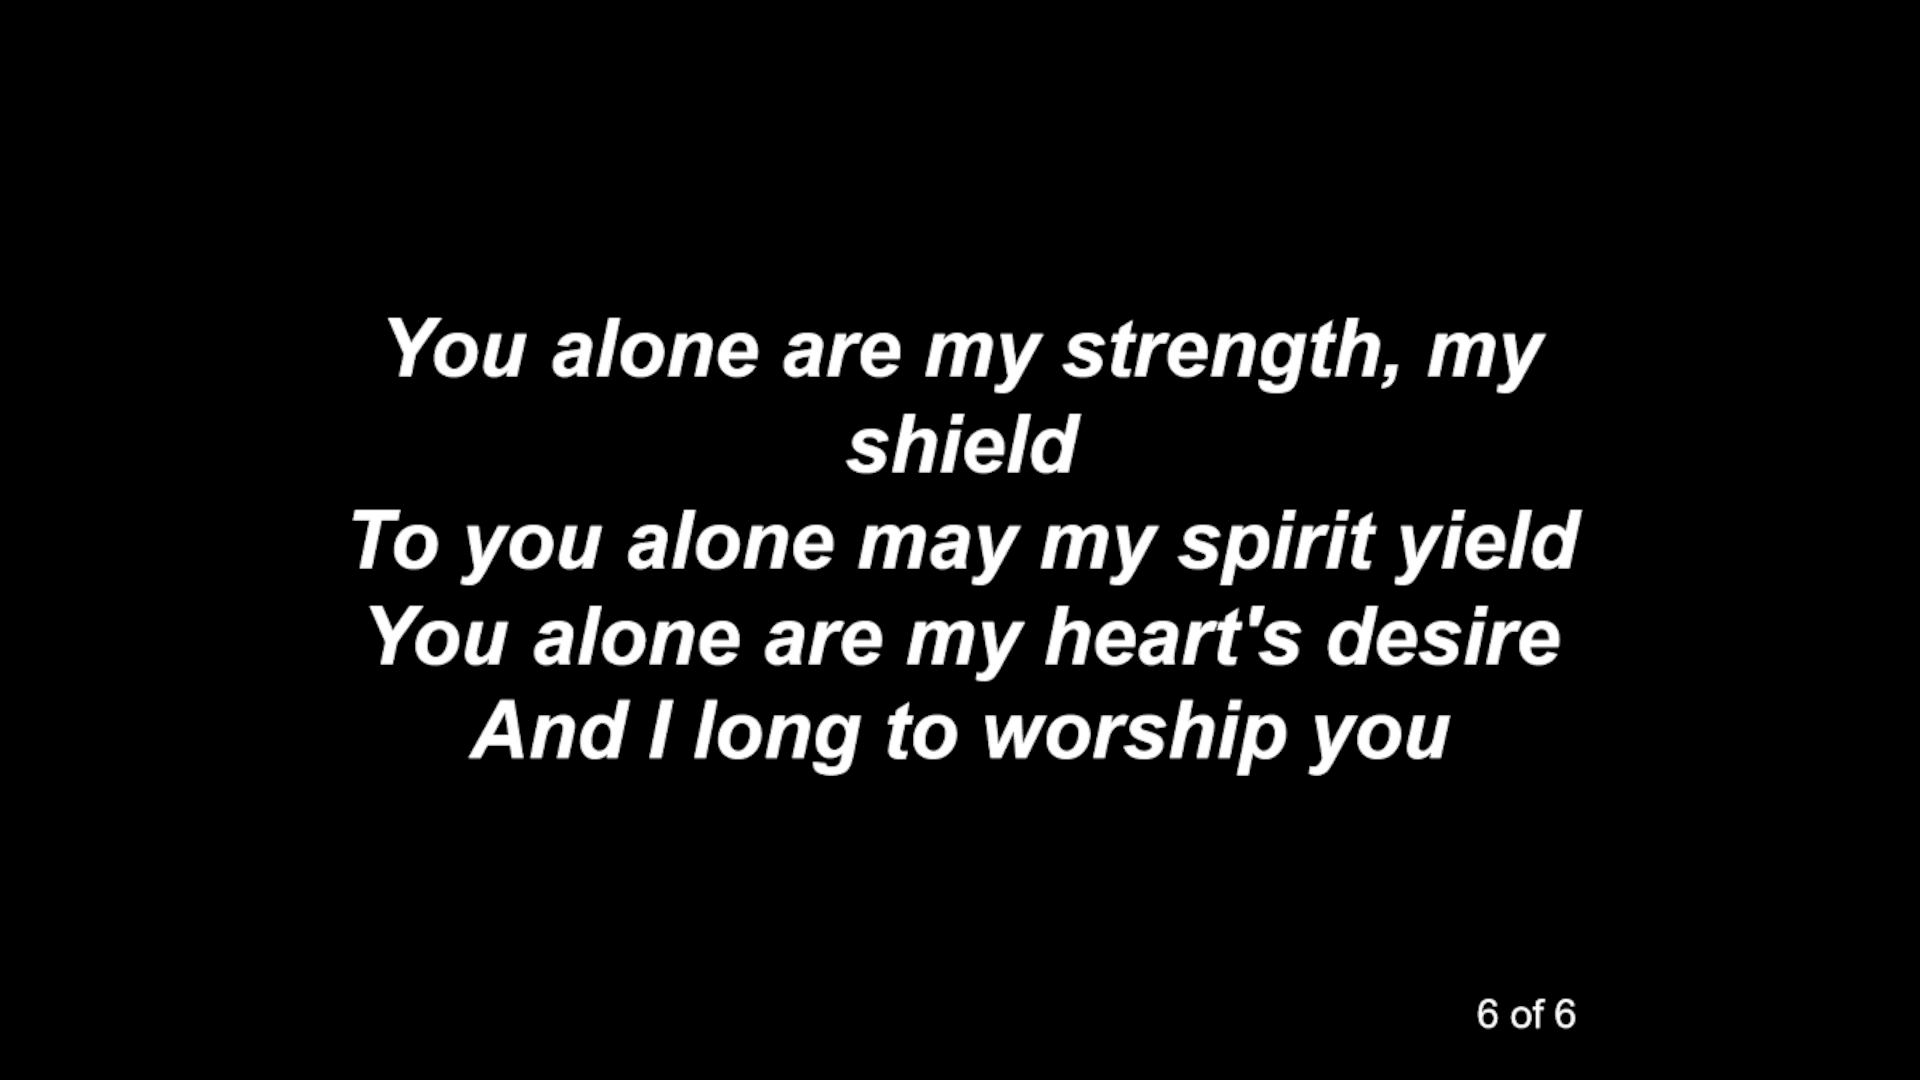 You alone are my strength, my
shield
To you alone may my spirit yield
You alone are my heart's desire
And I long to worship you
6 of 6